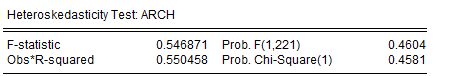 Heteroskedasticity Test: ARCH
F-statistic 0.546871 Prob. F(1,221) 0.4604
Obs*R-squared 0.550458 Prob. Chi-Square(1) 0.4581